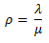 ρ = λ/μ